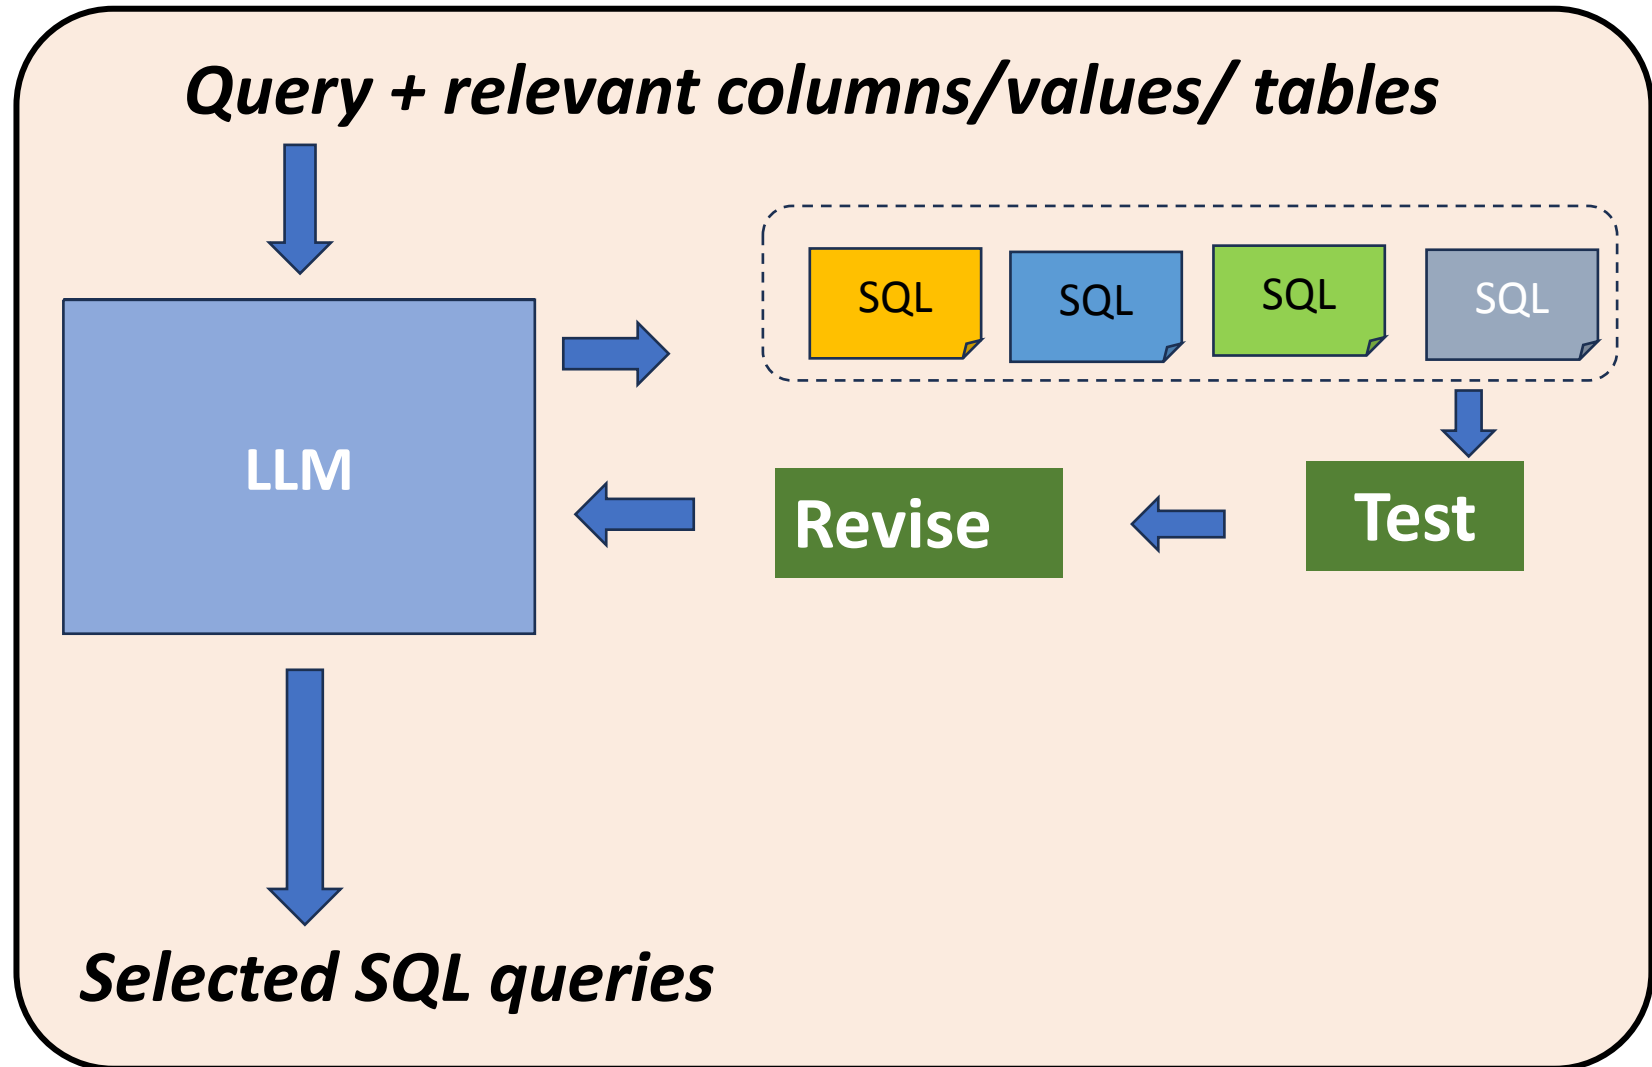 Query + relevant columns/values/ tables
SQL
SQL
SQL
SQL
LLM
Revise
Test
Selected SQL queries